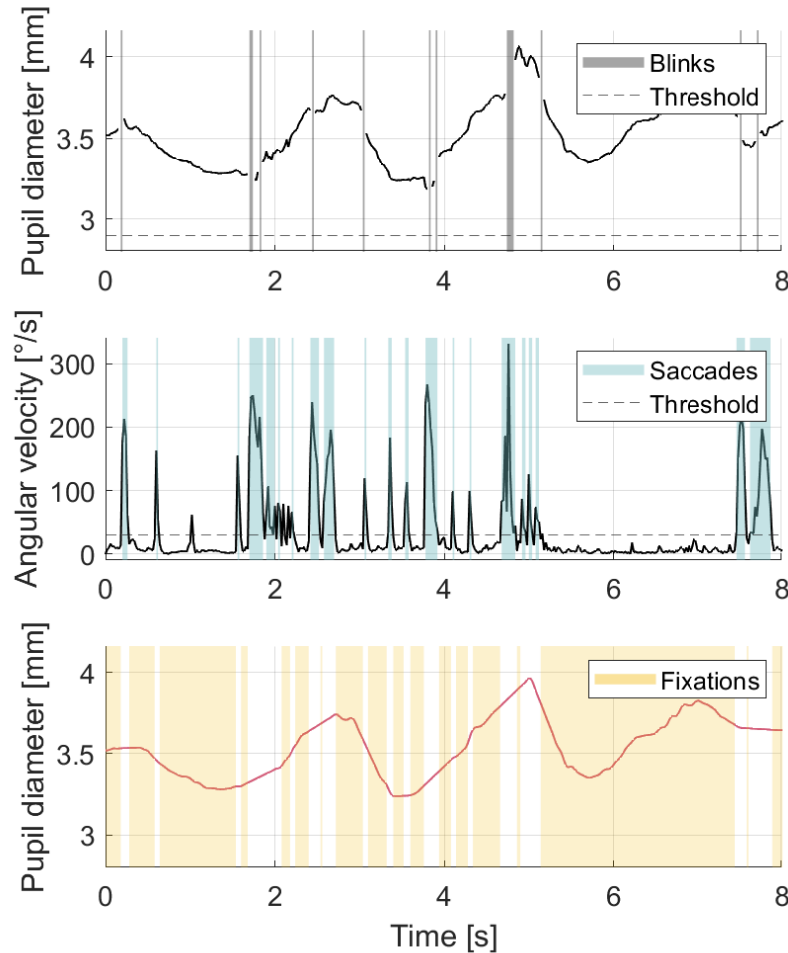 Pupil diameter [mm]
4
3.5
3
Blinks
Threshold
0 2 4 6 8
Angular velocity [°/s]
300
200
100
0
Saccades
Threshold
0 2 4 6 8
Pupil diameter [mm]
4
3.5
3
Fixations
0 2 4 6 8
Time [s]